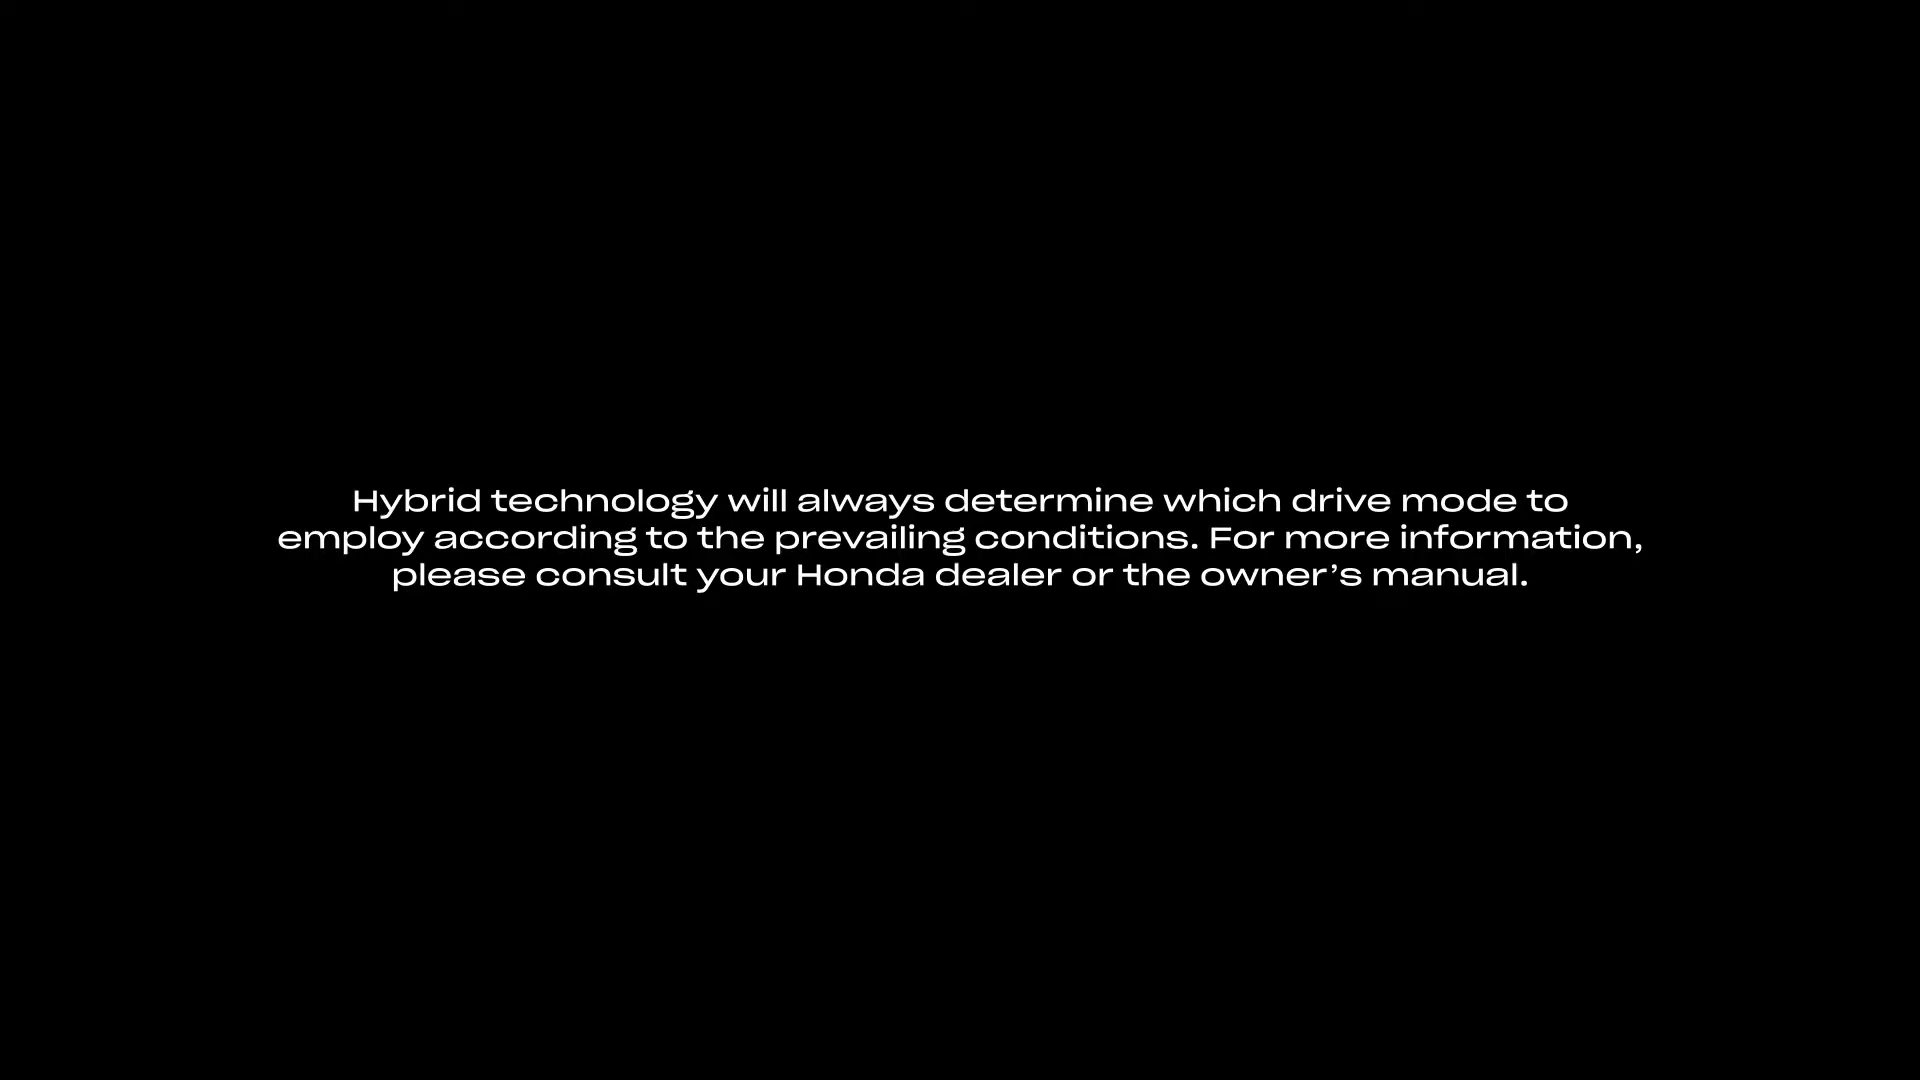 Hybrid technology will always determine which drive mode to
employ according to the prevailing conditions. For more information,
please consult your Honda dealer or the owner’s manual.